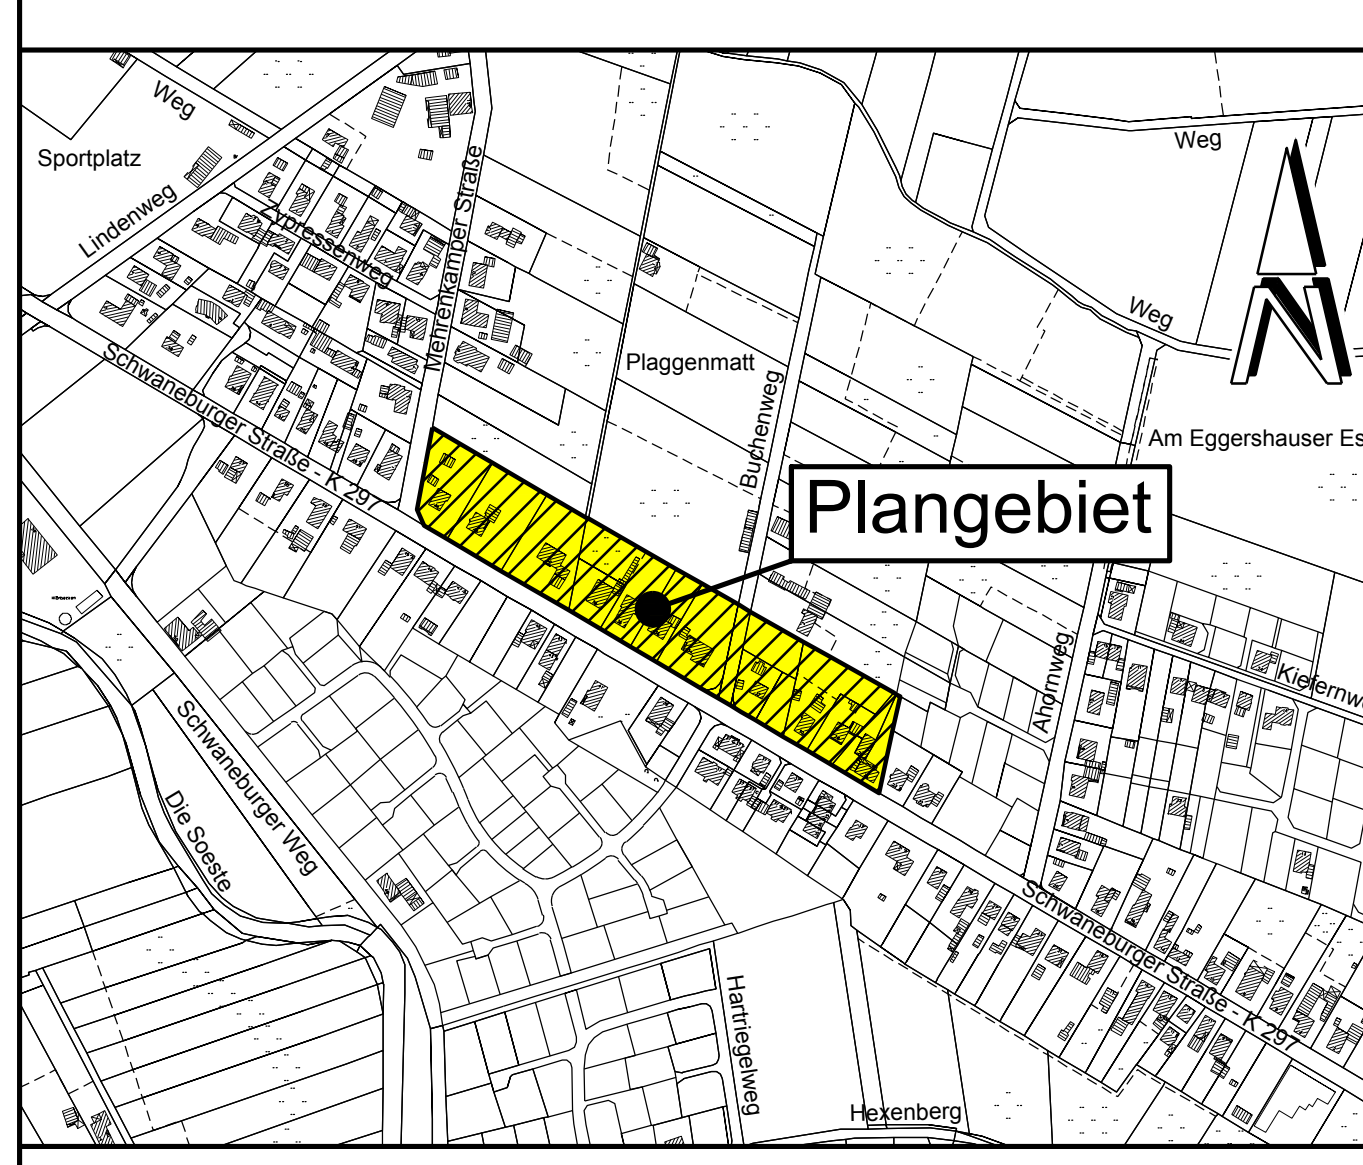 Weg
Sportplatz
Lindenweg
Zypressenweg
Mehrenkamper Straße
Weg
Weg
N
Schwaneburger Straße - K 297
Plaggenmatt
Buchenweg
Am Eggershauser Es
Plangebiet
Ahornweg
Kiefernwe
Schwaneburger Weg
Die Soeste
Schwaneburger Straße - K 297
Hartriegelweg
Hexenberg